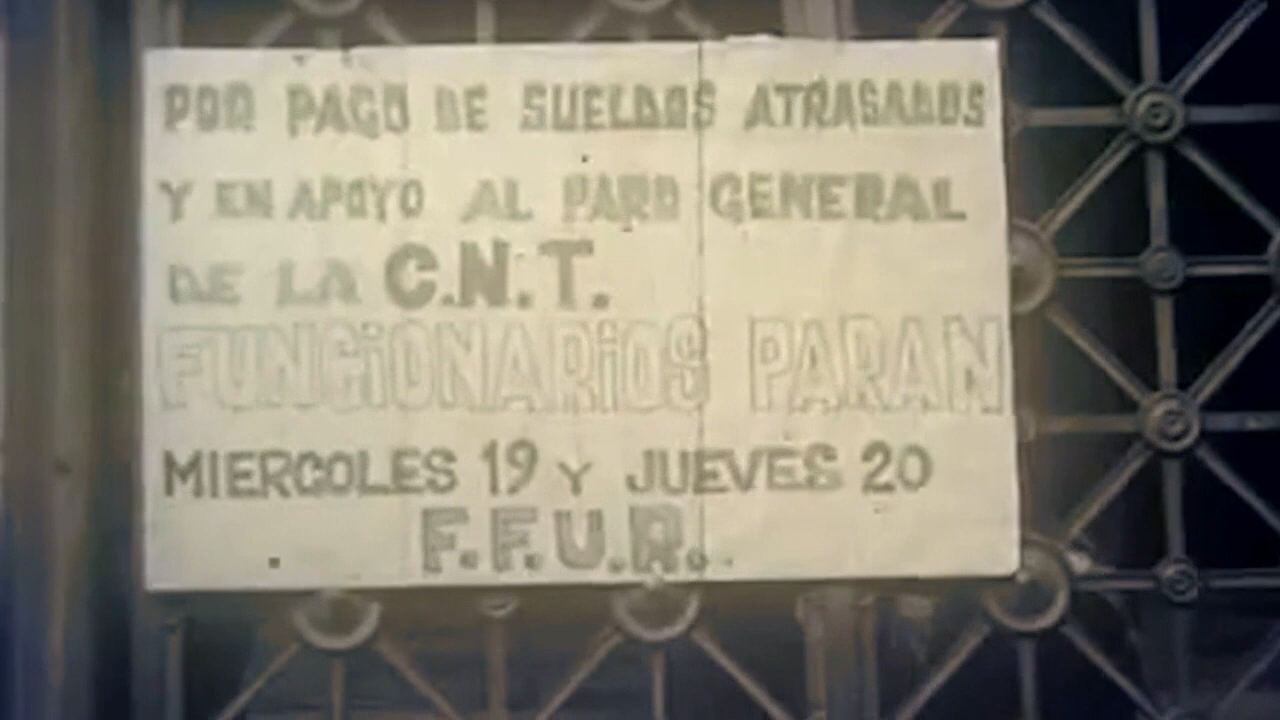 POR PAGO DE SUELDOS ATRASADOS
Y EN APOYO AL PARO GENERAL
DE LA C.N.T.
FUNCiONARiOS PARAN
MIERCOLES 19 Y JUEVES 20
F.F.U.R.